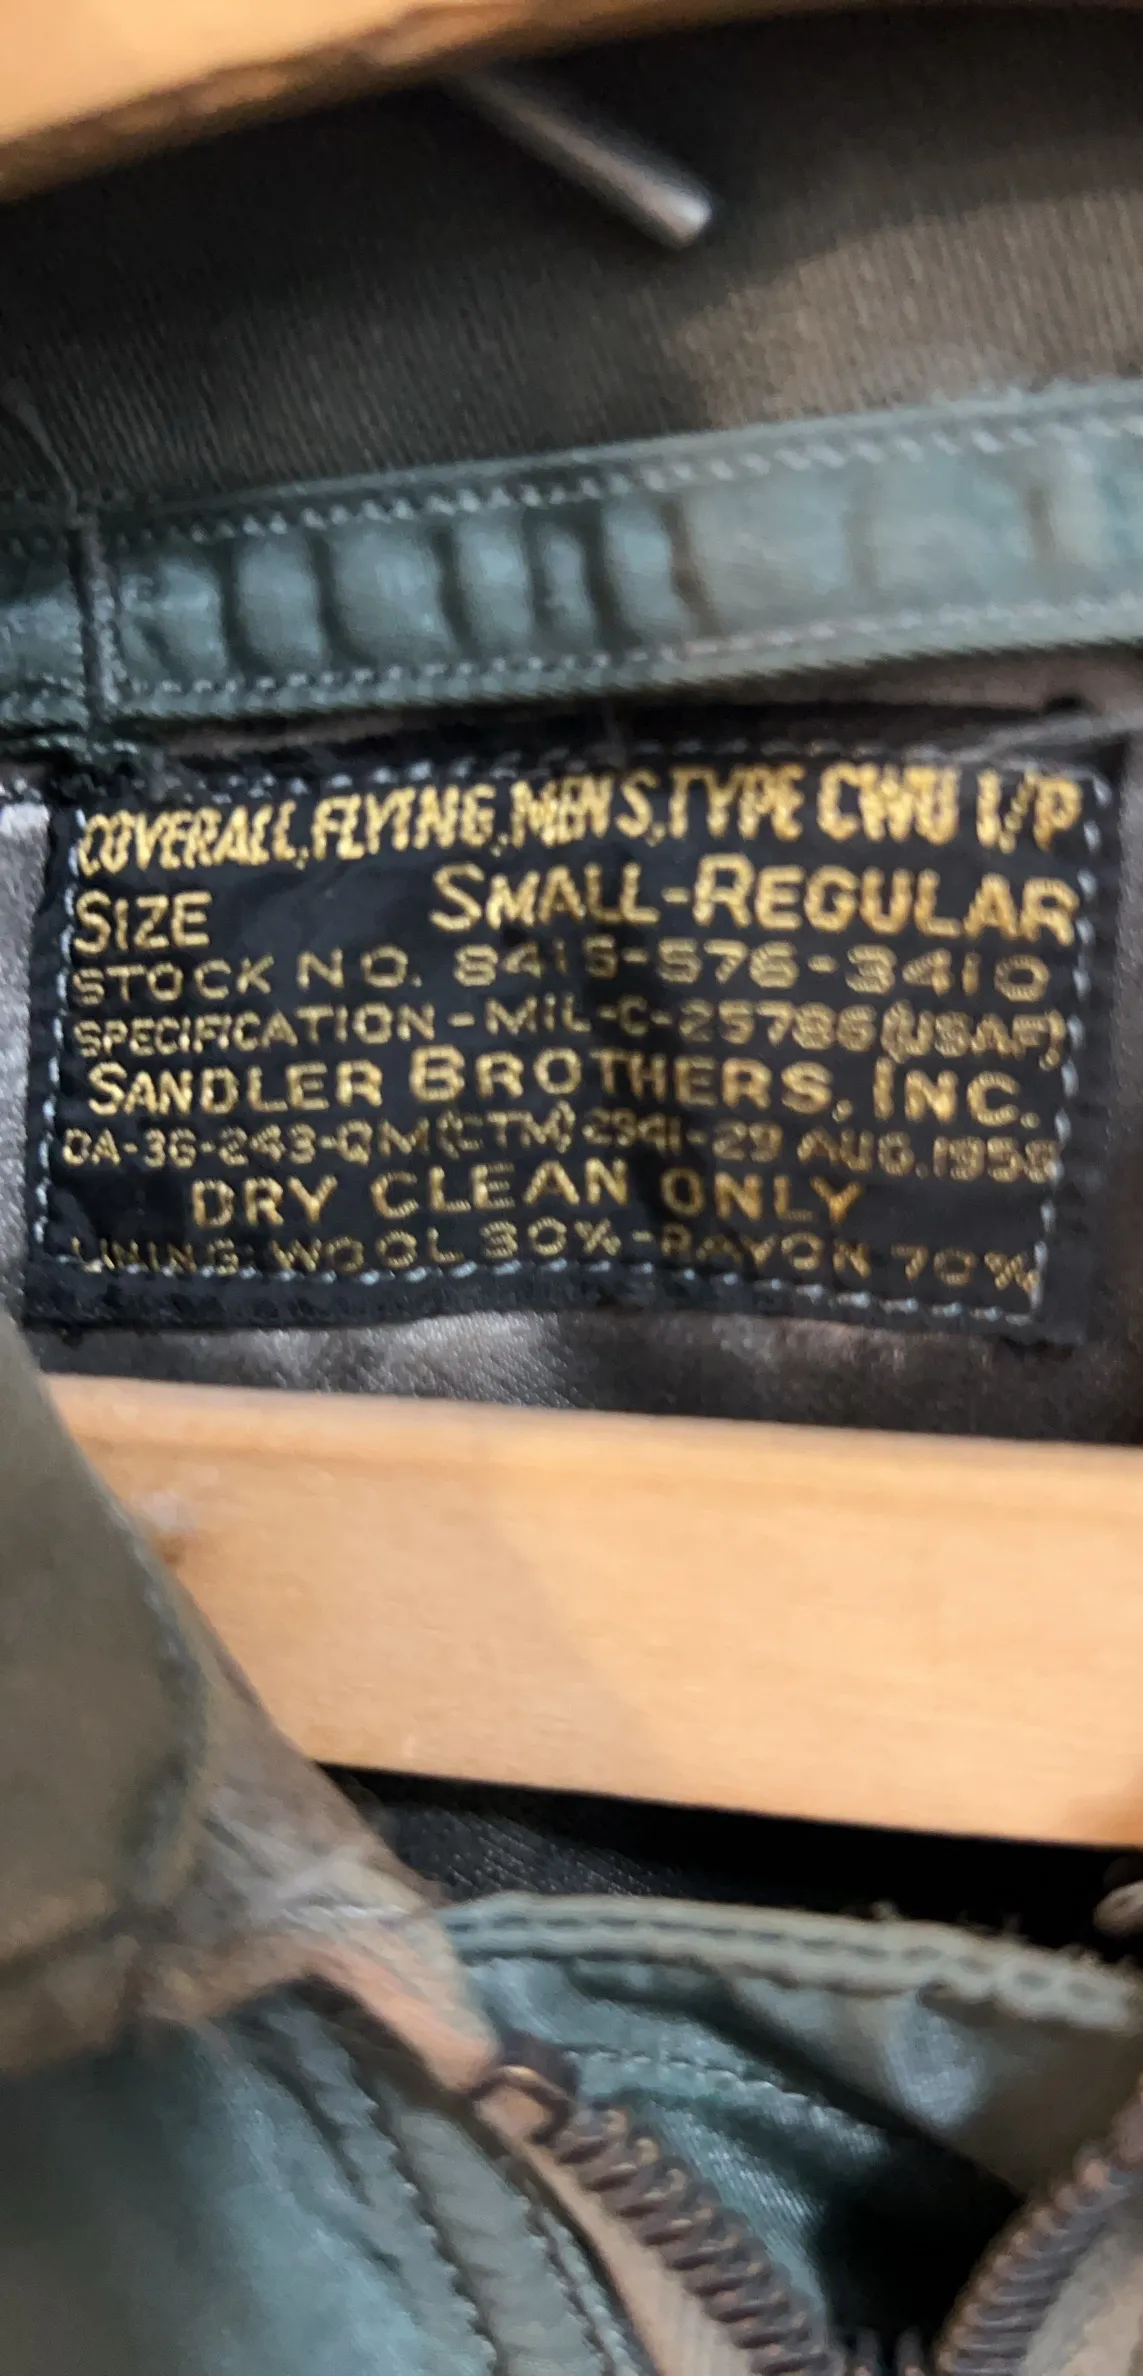 COVERALL, FLYING, MEN'S, TYPE CWU 1/P
SIZE SMALL-REGULAR
STOCK NO. 8415-576-3410
SPECIFICATION - MIL-C-25786(USAF)
SANDLER BROTHERS, INC.
DA-36-243-QM(CTM)2941-29 AUG. 1958
DRY CLEAN ONLY
LINING: WOOL 30%-RAYON 70%